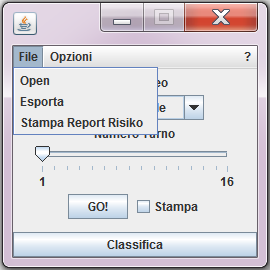 File Opzioni ?
Open
Esporta
Stampa Report Risiko
Numero Turno
1 16
GO! Stampa
Classifica